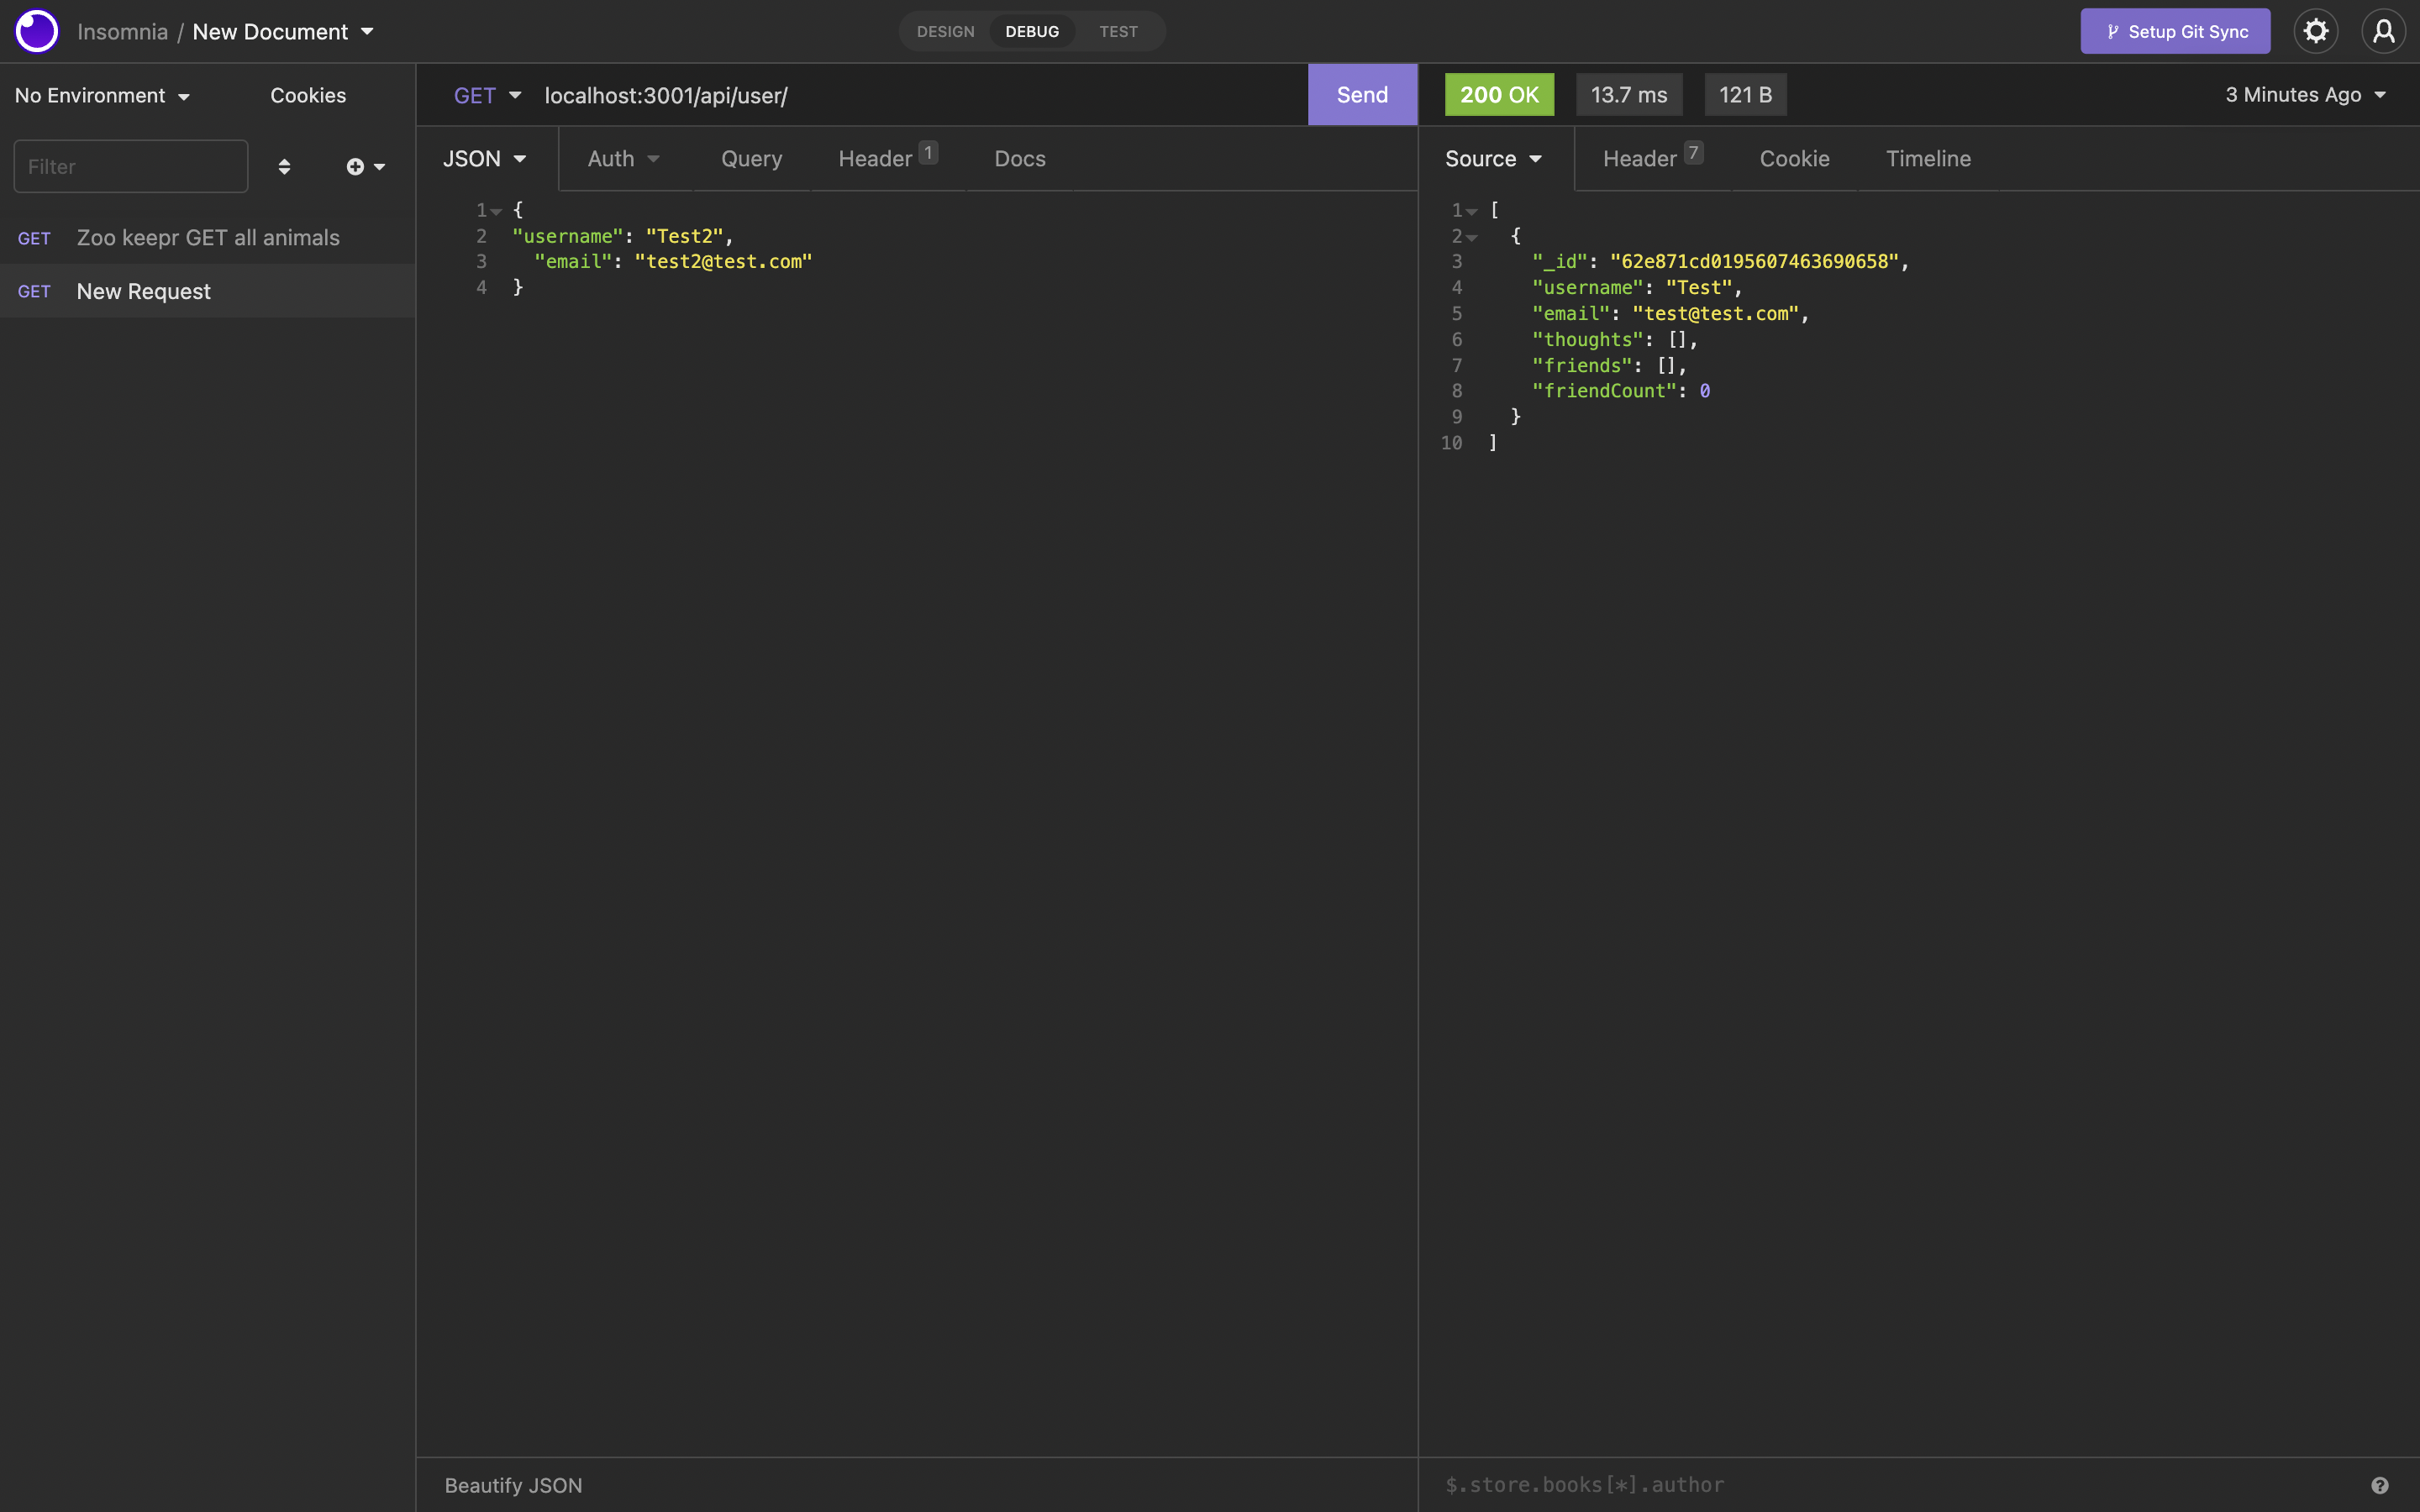 Insomnia / New Document
DESIGN DEBUG TEST
Setup Git Sync
No Environment Cookies
GET localhost:3001/api/user/ Send
200 OK 13.7 ms 121 B 3 Minutes Ago
Filter
JSON Auth Query Header 1 Docs
Source Header 7 Cookie Timeline
GET Zoo keepr GET all animals
GET New Request
1 {
2 "username": "Test2",
3 "email": "test2@test.com"
4 }
1 [
2 {
3 "_id": "62e871cd0195607463690658",
4 "username": "Test",
5 "email": "test@test.com",
6 "thoughts": [],
7 "friends": [],
8 "friendCount": 0
9 }
10 ]
Beautify JSON
$.store.books[*].author
?